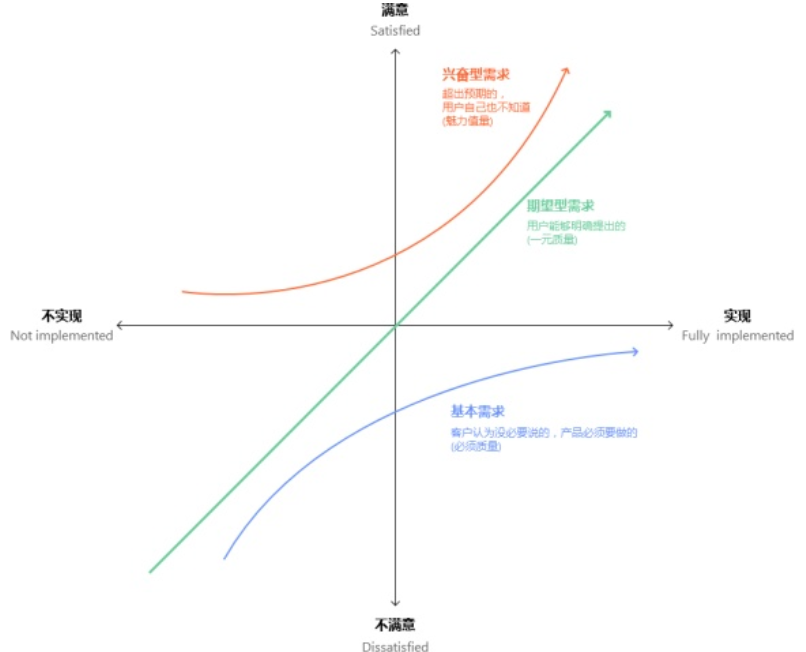 满意
Satisfied
兴奋型需求
超出预期的，
用户自己也不知道
(魅力值量)
期望型需求
用户能够明确提出的
(一元质量)
不实现
Not implemented
实现
Fully implemented
基本需求
客户认为没必要说的，产品必须要做的
(必须质量)
不满意
Dissatisfied